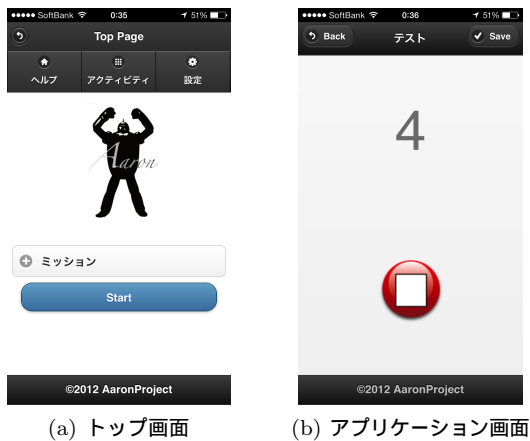 SoftBank 0:35 51%
Top Page
ヘルプ アクティビティ 設定
Aaron
ミッション
Start
©2012 AaronProject
(a) トップ画面
SoftBank 0:36 51%
Back テスト Save
4
©2012 AaronProject
(b) アプリケーション画面